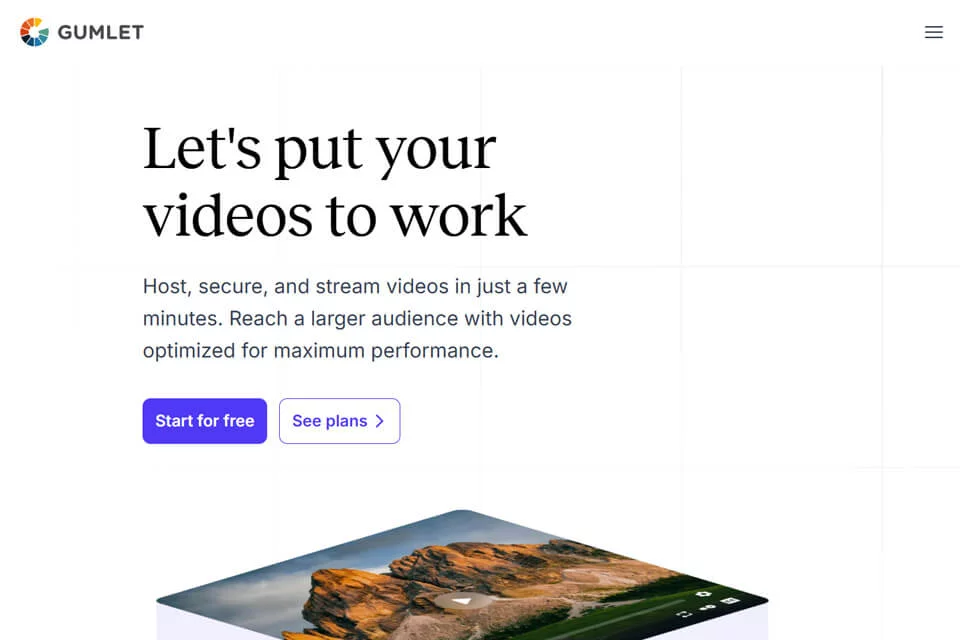 GUMLET
Let's put your
videos to work
Host, secure, and stream videos in just a few
minutes. Reach a larger audience with videos
optimized for maximum performance.
Start for free
See plans